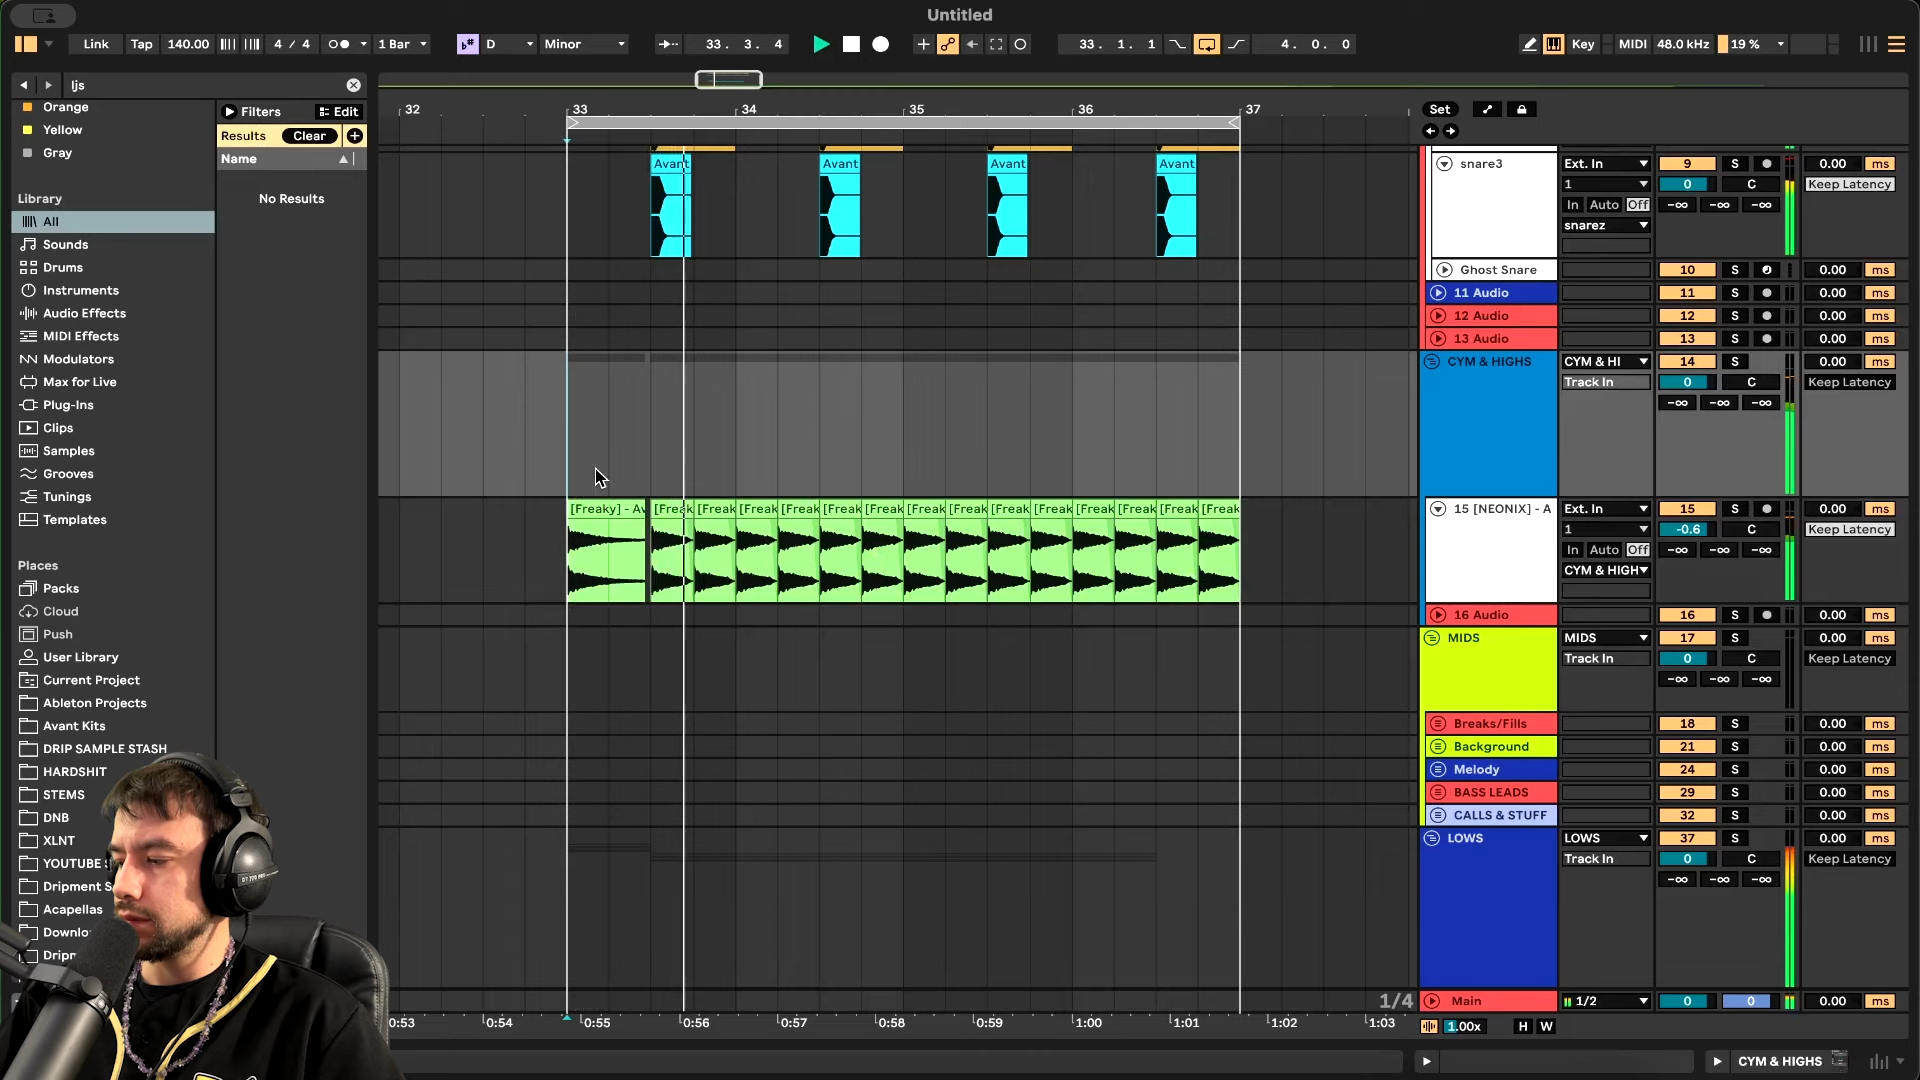 Untitled
Link Tap 140.00 4 / 4 1 Bar D Minor 33. 3. 4 33. 1. 1 4. 0. 0 Key MIDI 48.0 kHz 19 %
ljs
Orange
Yellow
Gray
Library
All
Sounds
Drums
Instruments
Audio Effects
MIDI Effects
Modulators
Max for Live
Plug-Ins
Clips
Samples
Grooves
Tunings
Templates
Places
Packs
Cloud
Push
User Library
Current Project
Ableton Projects
Avant Kits
DRIP SAMPLE STASH
HARDSHIT
STEMS
DNB
XLNT
YOUTUBE
Dripment S
Acapellas
Downlo
Filters Edit
Results Clear
Name
No Results
32 33 34 35 36 37
Set
Avant Avant Avant Avant
[Freaky] - Av [Freak [Freak [Freak [Freak [Freak [Freak [Freak [Freak [Freak [Freak [Freak [Freak [Freak [Freak
snare3 Ext. In 9 S 0.00 ms
1 0 C Keep Latency
In Auto Off -∞ -∞ -∞
snarez
Ghost Snare 10 S 0.00 ms
11 Audio 11 S 0.00 ms
12 Audio 12 S 0.00 ms
13 Audio 13 S 0.00 ms
CYM & HIGHS CYM & HI 14 S 0.00 ms
Track In 0 C Keep Latency
-∞ -∞ -∞
15 [NEONIX] - A Ext. In 15 S 0.00 ms
1 -0.6 C Keep Latency
In Auto Off -∞ -∞ -∞
CYM & HIGH
16 Audio 16 S 0.00 ms
MIDS MIDS 17 S 0.00 ms
Track In 0 C Keep Latency
-∞ -∞ -∞
Breaks/Fills 18 S 0.00 ms
Background 21 S 0.00 ms
Melody 24 S 0.00 ms
BASS LEADS 29 S 0.00 ms
CALLS & STUFF 32 S 0.00 ms
LOWS LOWS 37 S 0.00 ms
Track In 0 C Keep Latency
-∞ -∞ -∞
1/4 Main 1/2 0 0 0.00 ms
0:53 0:54 0:55 0:56 0:57 0:58 0:59 1:00 1:01 1:02 1:03
1.00x H W
CYM & HIGHS